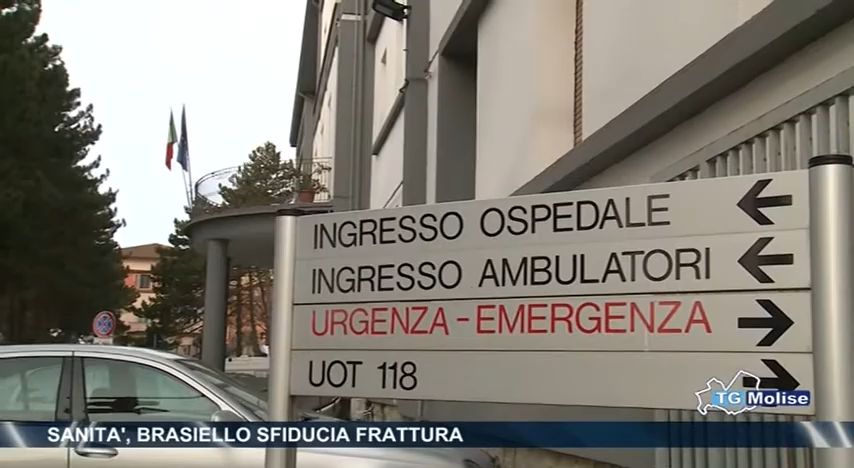 INGRESSO OSPEDALE
INGRESSO AMBULATORI
URGENZA-EMERGENZA
UOT 118
TG Molise
SANITA', BRASIELLO SFIDUCIA FRATTURA